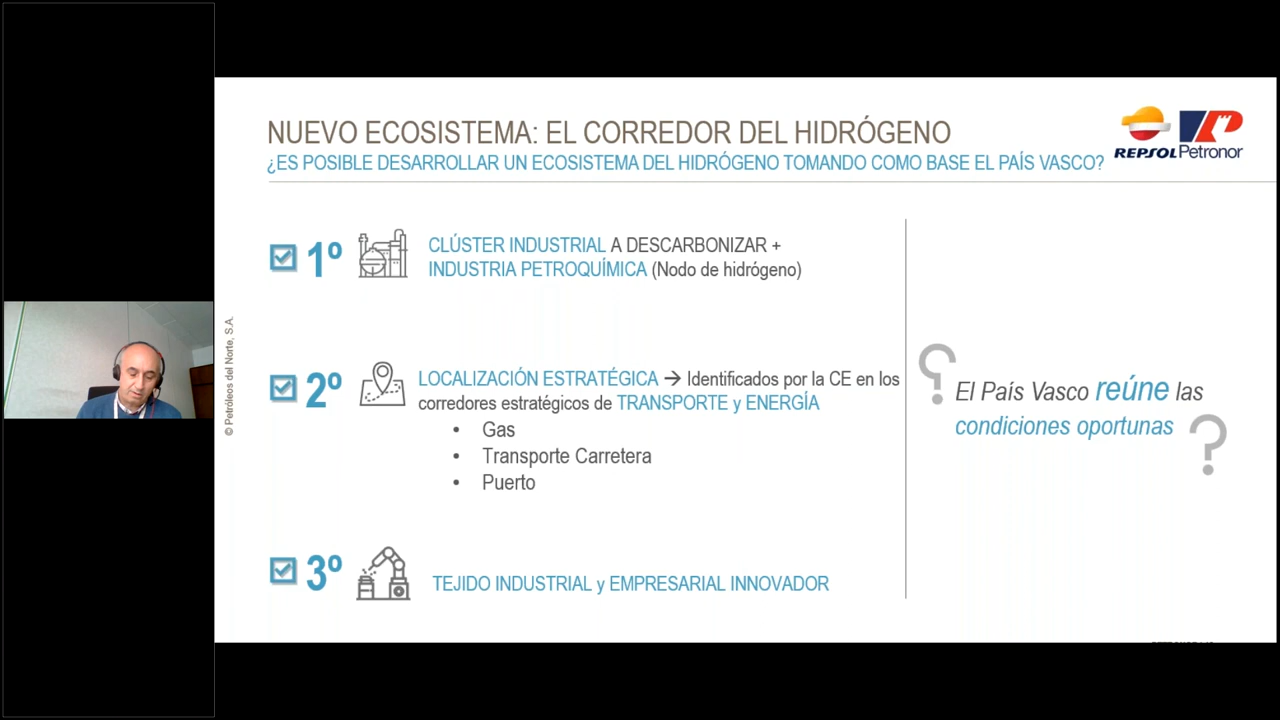 NUEVO ECOSISTEMA: EL CORREDOR DEL HIDRÓGENO
¿ES POSIBLE DESARROLLAR UN ECOSISTEMA DEL HIDRÓGENO TOMANDO COMO BASE EL PAÍS VASCO?
REPSOL Petronor
1º
CLÚSTER INDUSTRIAL A DESCARBONIZAR +
INDUSTRIA PETROQUÍMICA (Nodo de hidrógeno)
2º
LOCALIZACIÓN ESTRATÉGICA → Identificados por la CE en los
corredores estratégicos de TRANSPORTE y ENERGÍA
• Gas
• Transporte Carretera
• Puerto
3º
TEJIDO INDUSTRIAL y EMPRESARIAL INNOVADOR
¿El País Vasco reúne las
condiciones oportunas?
© Petróleos del Norte, S.A.